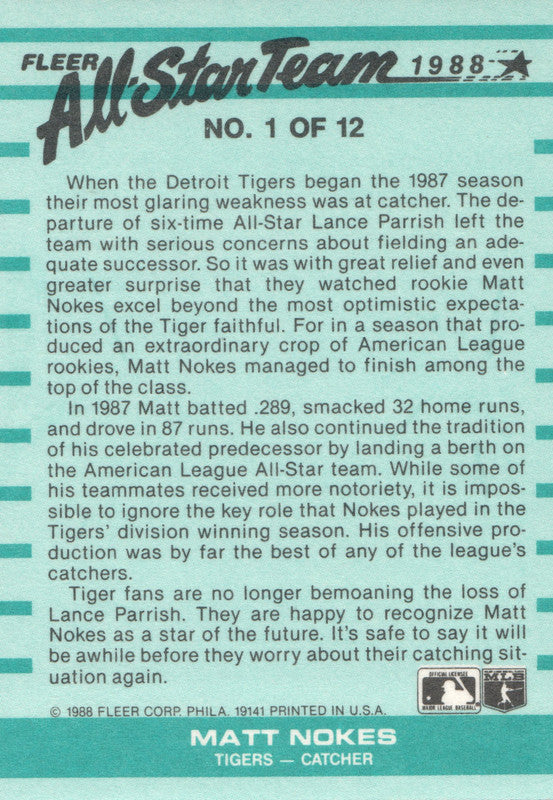 FLEER
All-Star Team 1988
NO. 1 OF 12
When the Detroit Tigers began the 1987 season
their most glaring weakness was at catcher. The de-
parture of six-time All-Star Lance Parrish left the
team with serious concerns about fielding an ade-
quate successor. So it was with great relief and even
greater surprise that they watched rookie Matt
Nokes excel beyond the most optimistic expecta-
tions of the Tiger faithful. For in a season that pro-
duced an extraordinary crop of American League
rookies, Matt Nokes managed to finish among the
top of the class.
In 1987 Matt batted .289, smacked 32 home runs,
and drove in 87 runs. He also continued the tradition
of his celebrated predecessor by landing a berth on
the American League All-Star team. While some of
his teammates received more notoriety, it is impos-
sible to ignore the key role that Nokes played in the
Tigers' division winning season. His offensive pro-
duction was by far the best of any of the league's
catchers.
Tiger fans are no longer bemoaning the loss of
Lance Parrish. They are happy to recognize Matt
Nokes as a star of the future. It's safe to say it will
be awhile before they worry about their catching sit-
uation again.
OFFICIAL LICENSEE
MAJOR LEAGUE BASEBALL
MLB
© 1988 FLEER CORP. PHILA. 19141 PRINTED IN U.S.A.
MATT NOKES
TIGERS — CATCHER